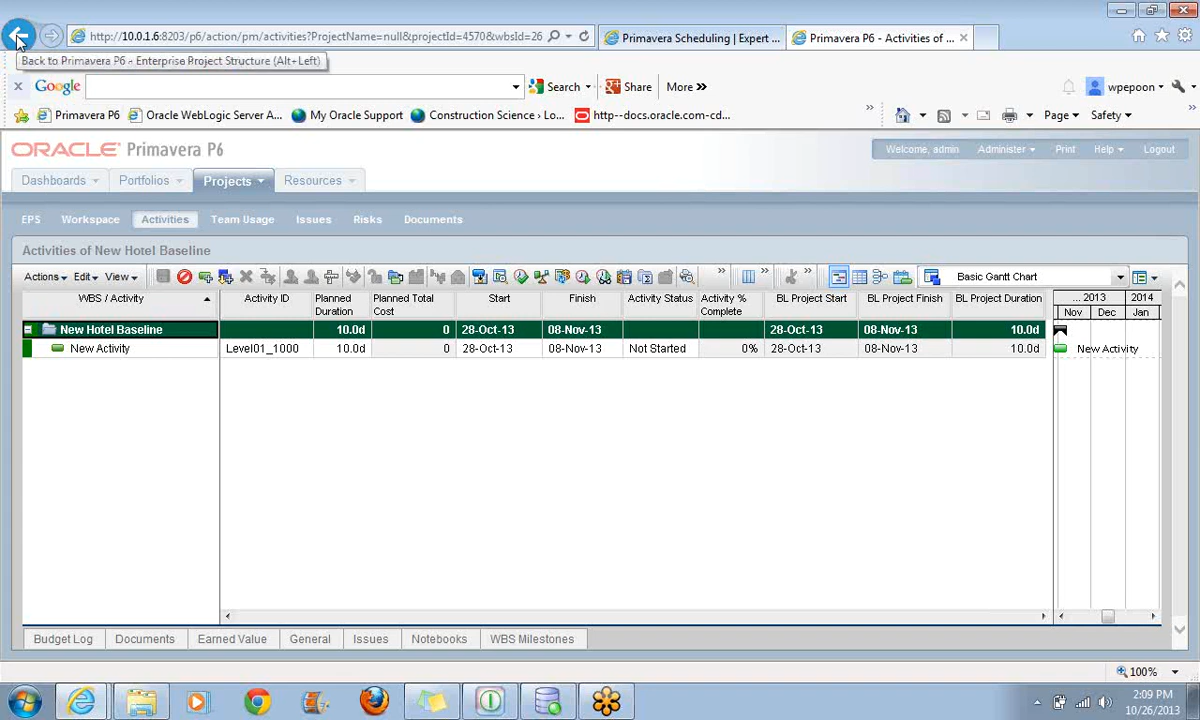 http://10.0.1.6:8203/p6/action/pm/activities?ProjectName=null&projectId=4570&wbsId=26
Primavera Scheduling | Expert ...
Primavera P6 - Activities of ...
Back to Primavera P6 - Enterprise Project Structure (Alt+Left)
Google
Search
Share
More »
wpepoon
Primavera P6
Oracle WebLogic Server A...
My Oracle Support
Construction Science › Lo...
http--docs.oracle.com-cd...
Page
Safety
ORACLE Primavera P6
Welcome, admin
Administer
Print
Help
Logout
Dashboards
Portfolios
Projects
Resources
EPS
Workspace
Activities
Team Usage
Issues
Risks
Documents
Activities of New Hotel Baseline
Actions
Edit
View
Basic Gantt Chart
WBS / Activity
Activity ID
Planned Duration
Planned Total Cost
Start
Finish
Activity Status
Activity % Complete
BL Project Start
BL Project Finish
BL Project Duration
... 2013
2014
Nov
Dec
Jan
New Hotel Baseline
10.0d
0
28-Oct-13
08-Nov-13
28-Oct-13
08-Nov-13
10.0d
New Activity
Level01_1000
10.0d
0
28-Oct-13
08-Nov-13
Not Started
0%
28-Oct-13
08-Nov-13
10.0d
New Activity
Budget Log
Documents
Earned Value
General
Issues
Notebooks
WBS Milestones
100%
2:09 PM
10/26/2013